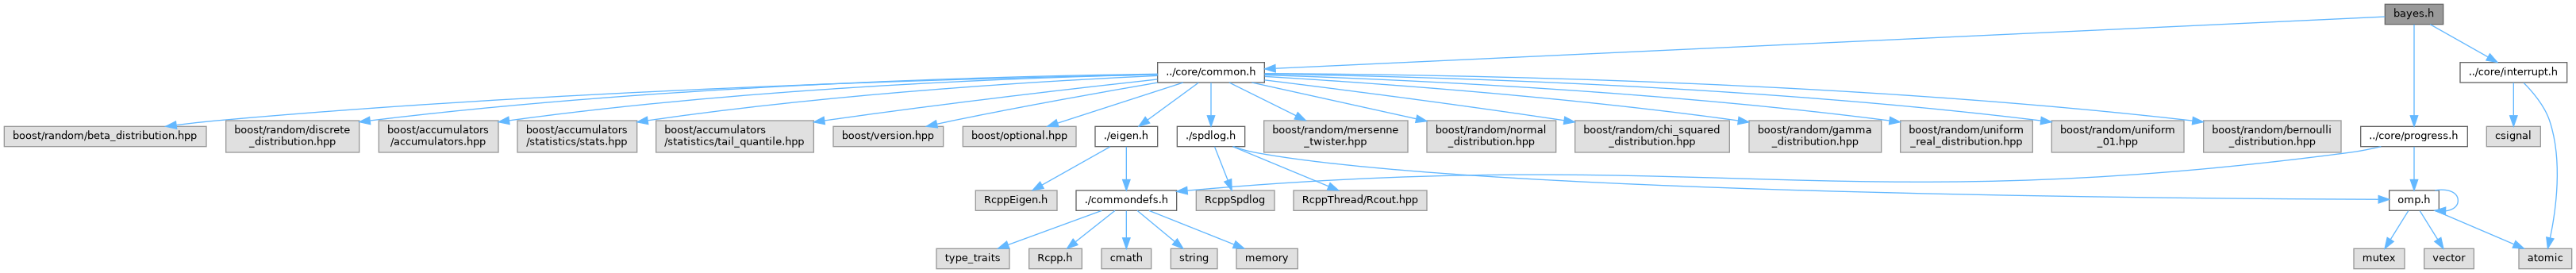 bayes.h
../core/common.h
../core/interrupt.h
boost/random/beta_distribution.hpp
boost/random/discrete
_distribution.hpp
boost/accumulators
/accumulators.hpp
boost/accumulators
/statistics/stats.hpp
boost/accumulators
/statistics/tail_quantile.hpp
boost/version.hpp
boost/optional.hpp
./eigen.h
./spdlog.h
boost/random/mersenne
_twister.hpp
boost/random/normal
_distribution.hpp
boost/random/chi_squared
_distribution.hpp
boost/random/gamma
_distribution.hpp
boost/random/uniform
_real_distribution.hpp
boost/random/uniform
_01.hpp
boost/random/bernoulli
_distribution.hpp
../core/progress.h
csignal
RcppEigen.h
./commondefs.h
RcppSpdlog
RcppThread/Rcout.hpp
omp.h
type_traits
Rcpp.h
cmath
string
memory
mutex
vector
atomic